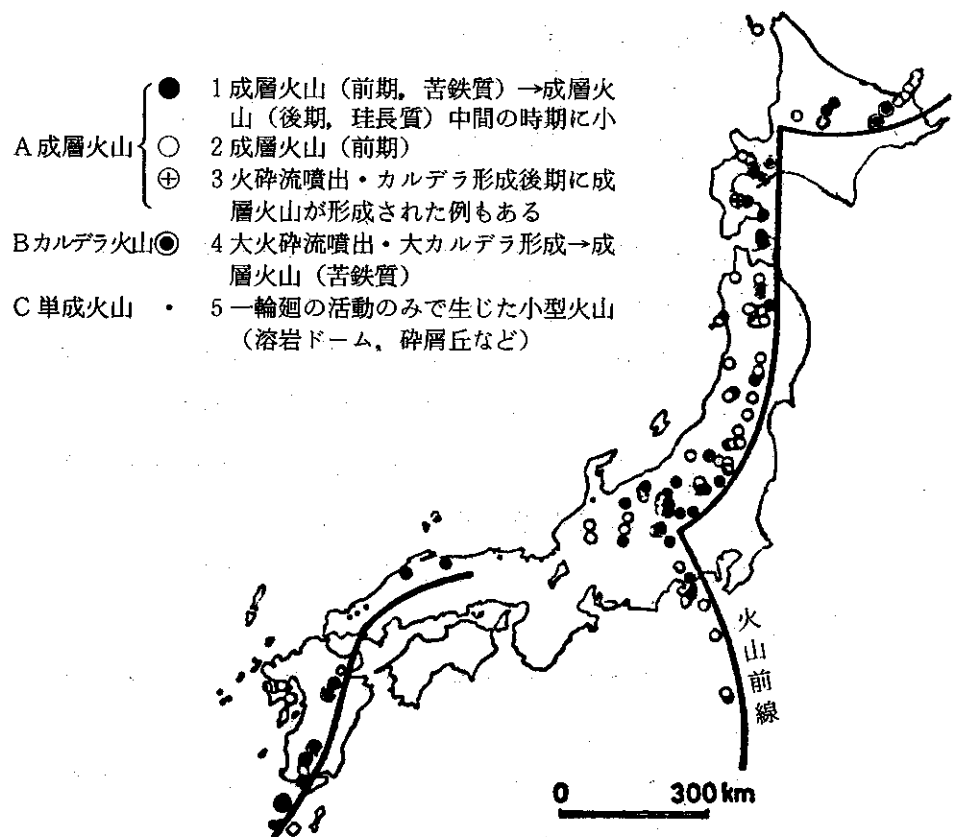 ● 1 成層火山（前期，苦鉄質）→成層火
山（後期，珪長質）中間の時期に小
A 成層火山 ○ 2 成層火山（前期）
⊕ 3 火砕流噴出・カルデラ形成後期に成
層火山が形成された例もある
B カルデラ火山 ◉ 4 大火砕流噴出・大カルデラ形成→成
層火山（苦鉄質）
C 単成火山 ・ 5 一輪廻の活動のみで生じた小型火山
（溶岩ドーム，砕屑丘など）
火山前線
0 300km